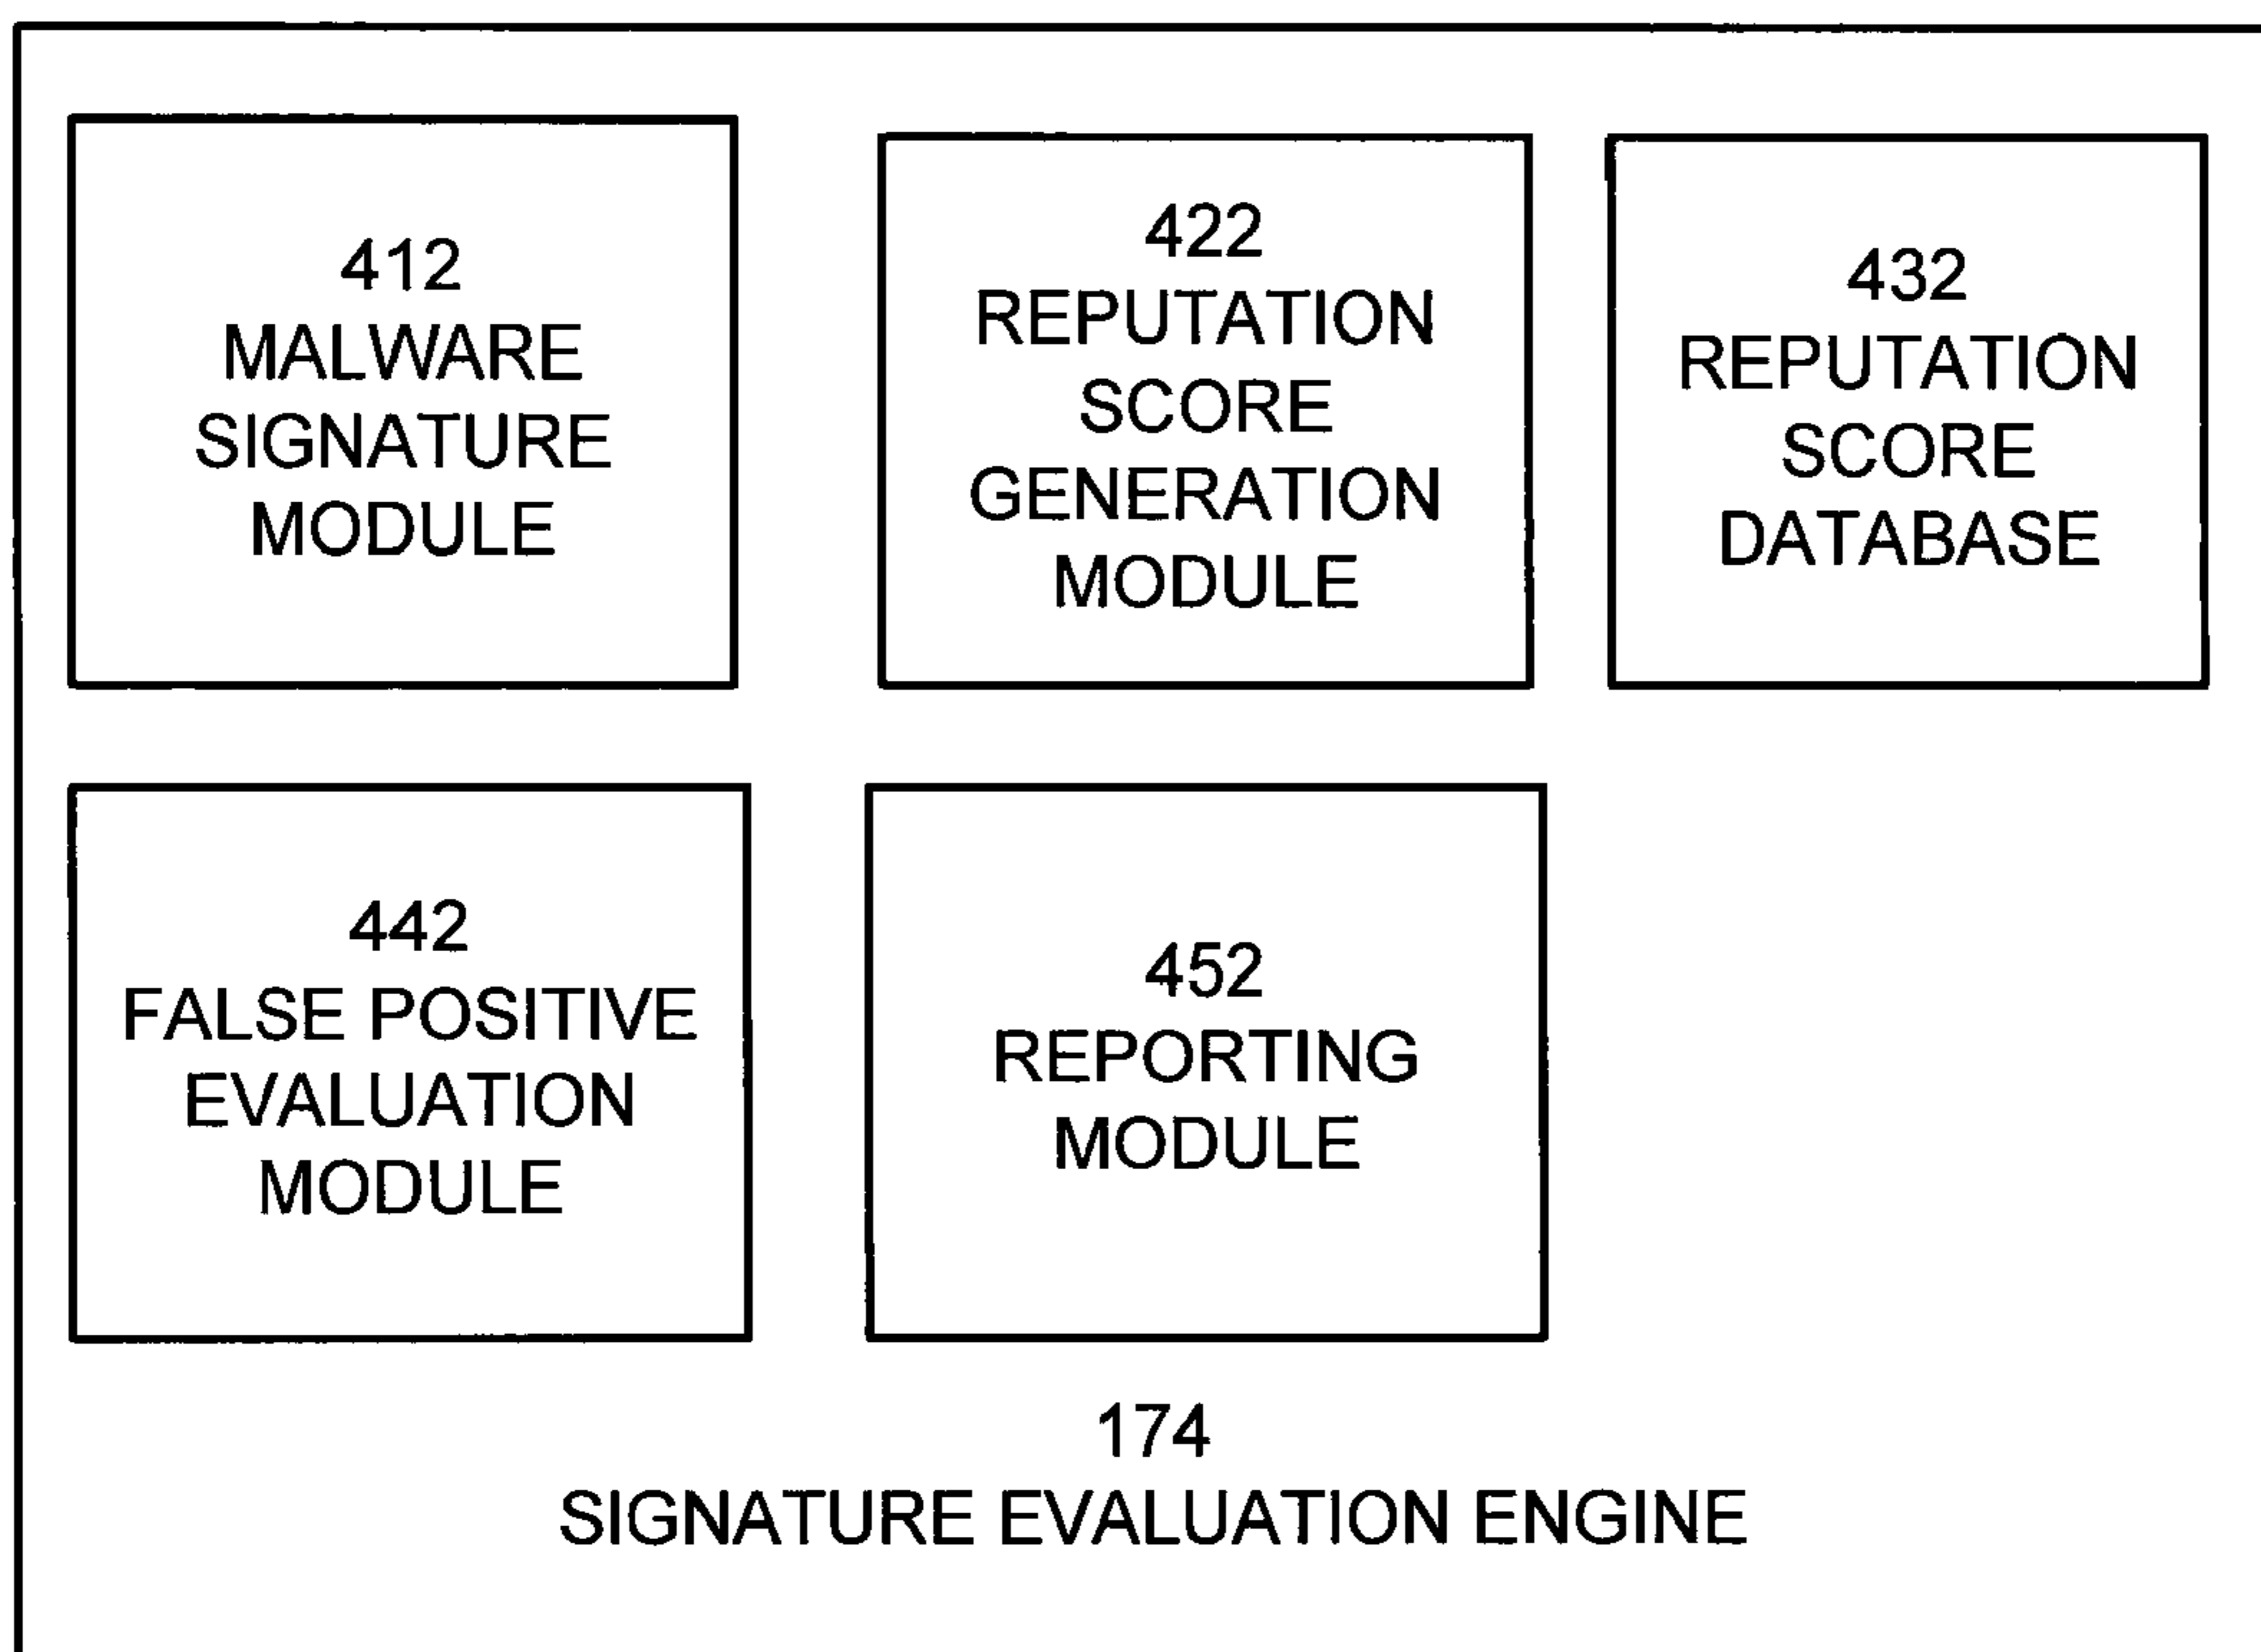 412
MALWARE
SIGNATURE
MODULE
422
REPUTATION
SCORE
GENERATION
MODULE
432
REPUTATION
SCORE
DATABASE
442
FALSE POSITIVE
EVALUATION
MODULE
452
REPORTING
MODULE
174
SIGNATURE EVALUATION ENGINE